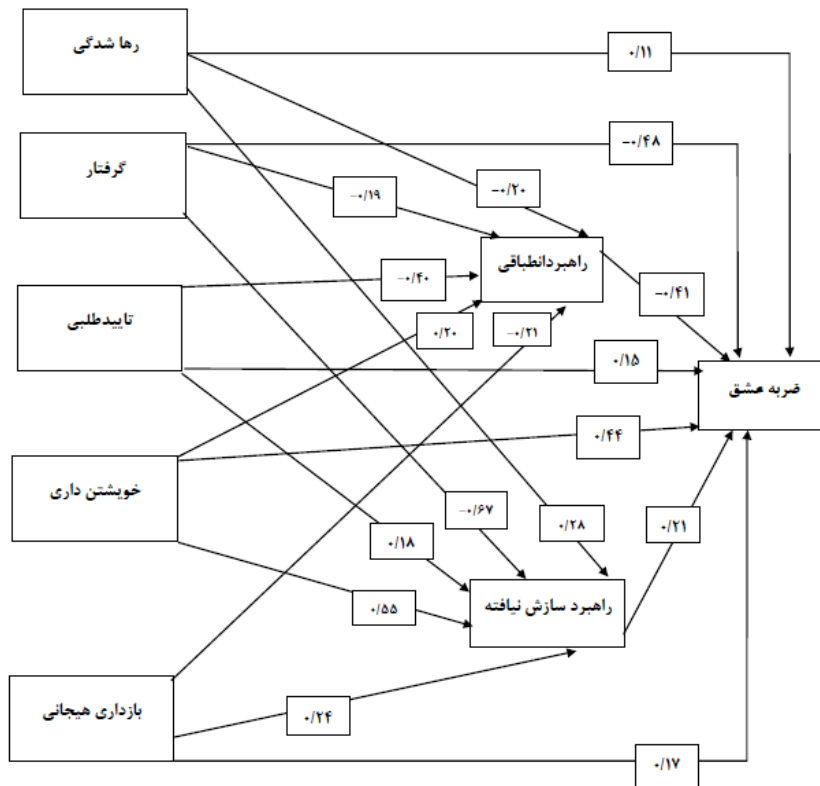 رها شدگی
۰/۱۱
گرفتار
−۰/۴۸
−۰/۱۹
−۰/۲۰
راهبردانطباقی
−۰/۴۰
تاییدطلبی
۰/۲۰
−۰/۲۱
−۰/۴۱
۰/۱۵
ضربه عشق
۰/۴۴
خویشتن داری
−۰/۶۷
۰/۱۸
۰/۲۸
۰/۲۱
راهبرد سازش نیافته
۰/۵۵
بازداری هیجانی
۰/۲۴
۰/۱۷